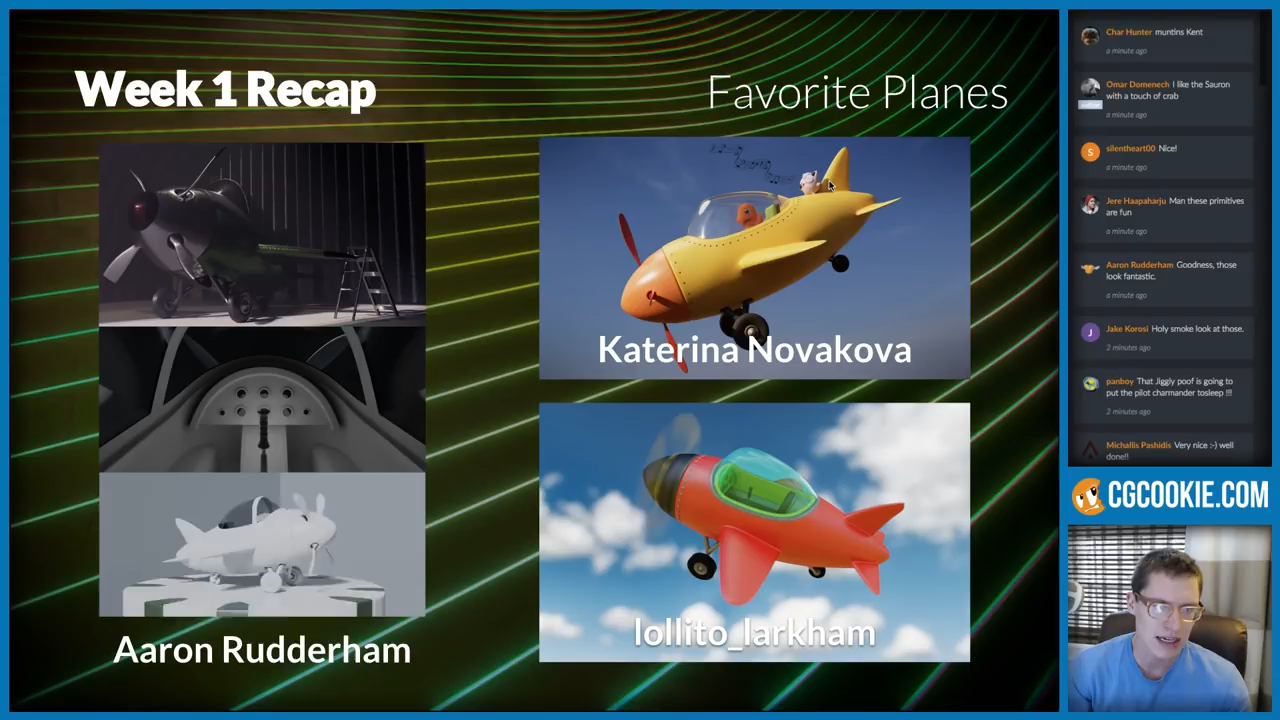 Week 1 Recap
Favorite Planes
Katerina Novakova
lollito_larkham
Aaron Rudderham
Char Hunter muntins Kent
a minute ago
Omar Domenech I like the Sauron
with a touch of crab
a minute ago
S
silentheart00 Nice!
a minute ago
Jere Haapaharju Man these primitives
are fun
a minute ago
Aaron Rudderham Goodness, those
look fantastic.
a minute ago
J
Jake Korosi Holy smoke look at those.
2 minutes ago
panboy That Jiggly poof is going to
put the pilot charmander tosleep !!!
2 minutes ago
Michallis Pashidis Very nice :-) well
done!!
CGCOOKIE.COM